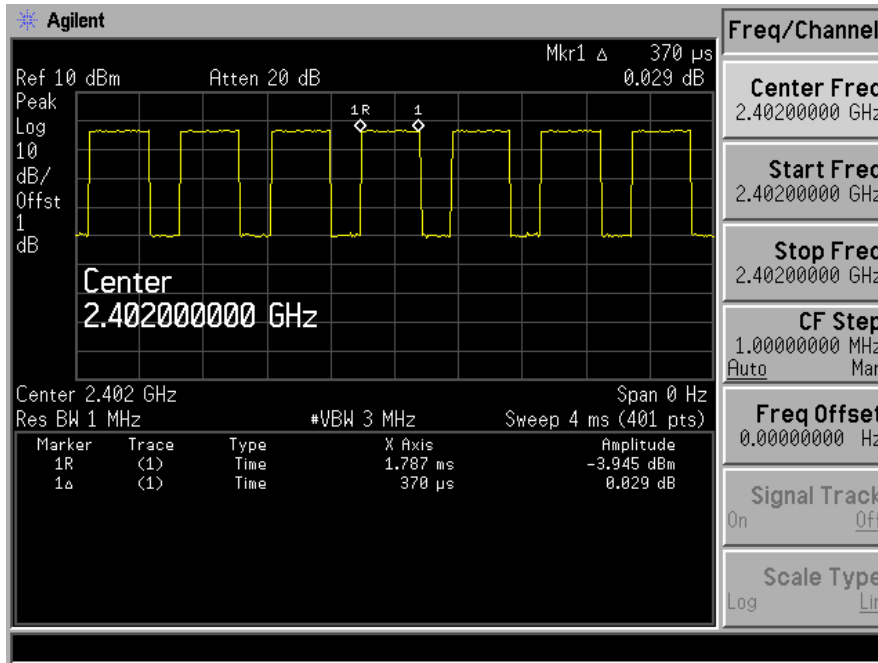 Agilent
Mkr1 Δ 370 µs
Ref 10 dBm Atten 20 dB 0.029 dB
Peak
Log
10
dB/
Offst
1
dB
1R 1
Center
2.402000000 GHz
Center 2.402 GHz Span 0 Hz
Res BW 1 MHz #VBW 3 MHz Sweep 4 ms (401 pts)
Marker Trace Type X Axis Amplitude
1R (1) Time 1.787 ms -3.945 dBm
1Δ (1) Time 370 µs 0.029 dB
Freq/Channel
Center Freq
2.40200000 GHz
Start Freq
2.40200000 GHz
Stop Freq
2.40200000 GHz
CF Step
1.00000000 MHz
Auto Man
Freq Offset
0.00000000 Hz
Signal Track
On Off
Scale Type
Log Lin